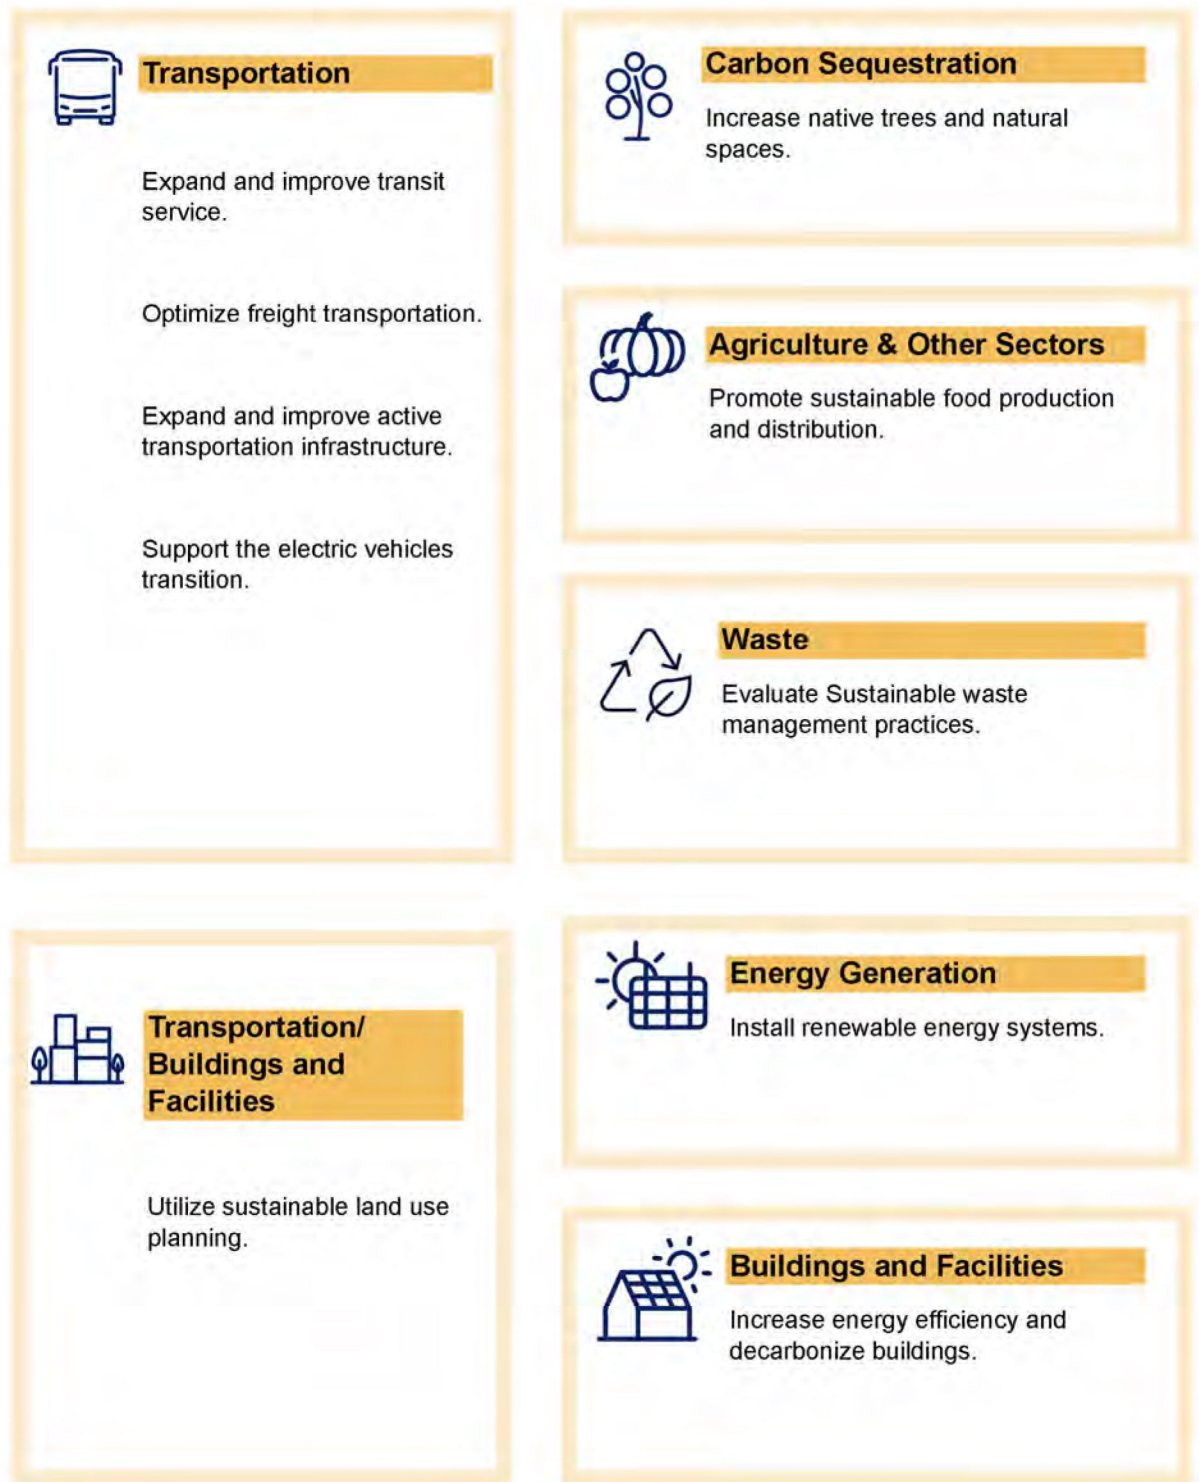 Transportation
Expand and improve transit
service.
Optimize freight transportation.
Expand and improve active
transportation infrastructure.
Support the electric vehicles
transition.
Carbon Sequestration
Increase native trees and natural
spaces.
Agriculture & Other Sectors
Promote sustainable food production
and distribution.
Waste
Evaluate Sustainable waste
management practices.
Transportation/
Buildings and
Facilities
Utilize sustainable land use
planning.
Energy Generation
Install renewable energy systems.
Buildings and Facilities
Increase energy efficiency and
decarbonize buildings.